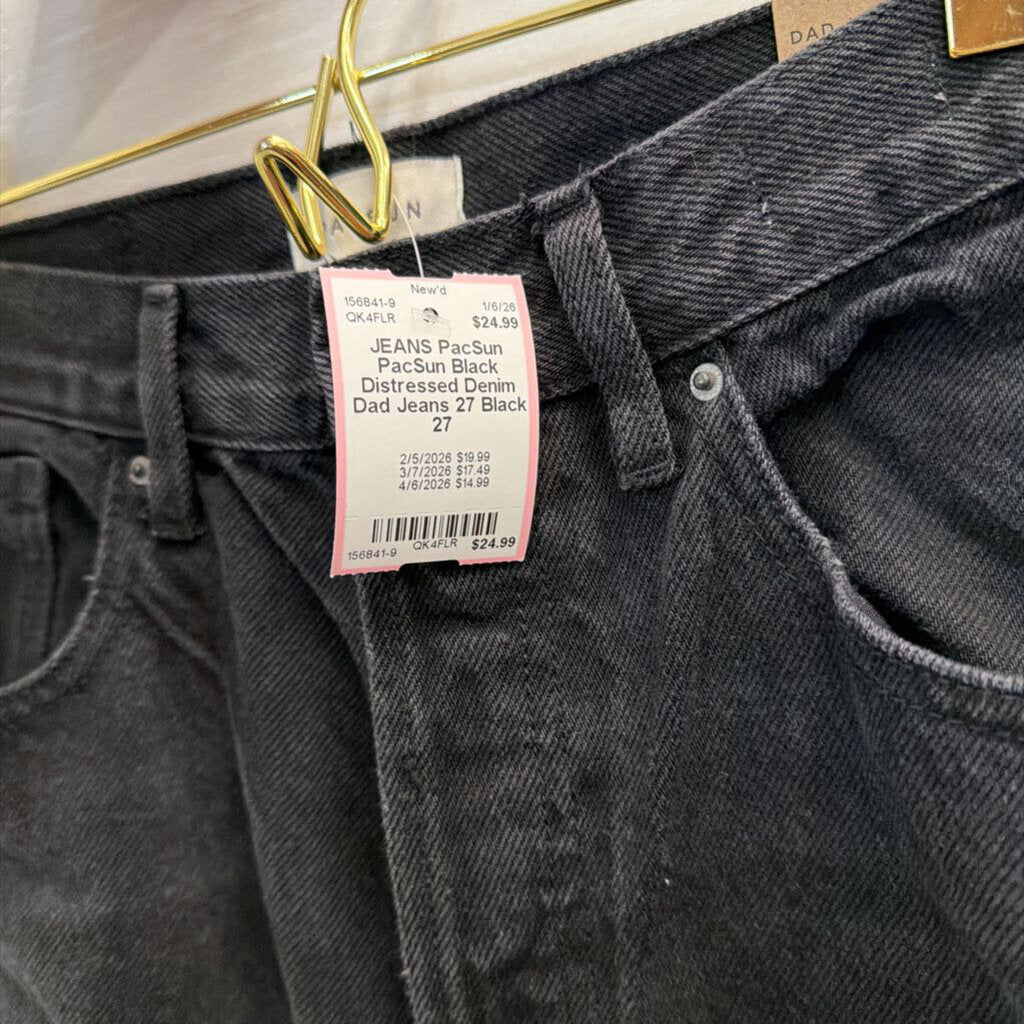 DAD
SUN
New'd
156841-9 1/6/26
QK4FLR $24.99
JEANS PacSun
PacSun Black
Distressed Denim
Dad Jeans 27 Black
27
2/5/2026 $19.99
3/7/2026 $17.49
4/6/2026 $14.99
156841-9 QK4FLR $24.99